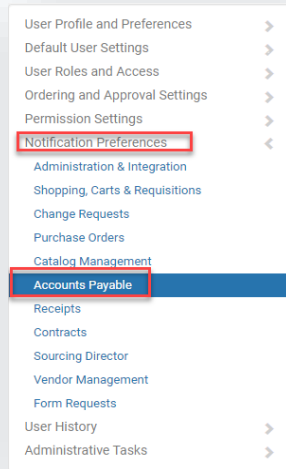 User Profile and Preferences
Default User Settings
User Roles and Access
Ordering and Approval Settings
Permission Settings
Notification Preferences
Administration & Integration
Shopping, Carts & Requisitions
Change Requests
Purchase Orders
Catalog Management
Accounts Payable
Receipts
Contracts
Sourcing Director
Vendor Management
Form Requests
User History
Administrative Tasks